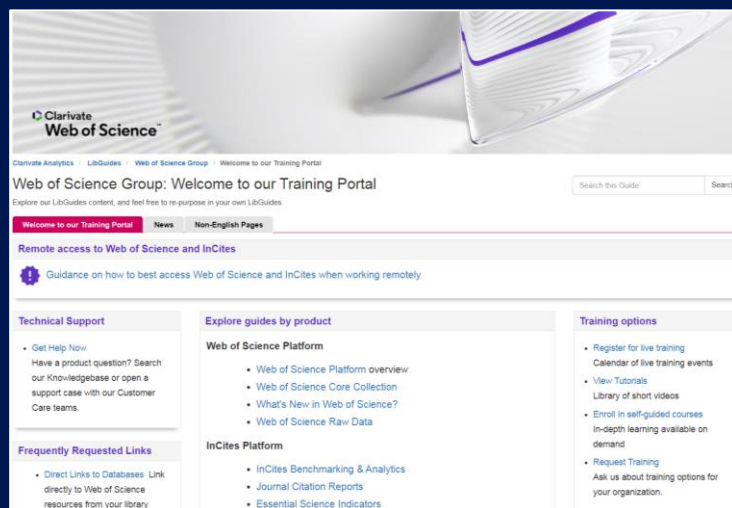 Clarivate
Web of Science™
Clarivate Analytics / LibGuides / Web of Science Group / Welcome to our Training Portal
Web of Science Group: Welcome to our Training Portal
Search this Guide
Search
Explore our LibGuides content, and feel free to re-purpose in your own LibGuides
Welcome to our Training Portal
News
Non-English Pages
Remote access to Web of Science and InCites
Guidance on how to best access Web of Science and InCites when working remotely
Technical Support
• Get Help Now
Have a product question? Search
our Knowledgebase or open a
support case with our Customer
Care teams.
Frequently Requested Links
• Direct Links to Databases Link
directly to Web of Science
resources from your library
Explore guides by product
Web of Science Platform
• Web of Science Platform overview
• Web of Science Core Collection
• What's New in Web of Science?
• Web of Science Raw Data
InCites Platform
• InCites Benchmarking & Analytics
• Journal Citation Reports
• Essential Science Indicators
Training options
• Register for live training
Calendar of live training events
• View Tutorials
Library of short videos
• Enroll in self-guided courses
In-depth learning available on
demand
• Request Training
Ask us about training options for
your organization.